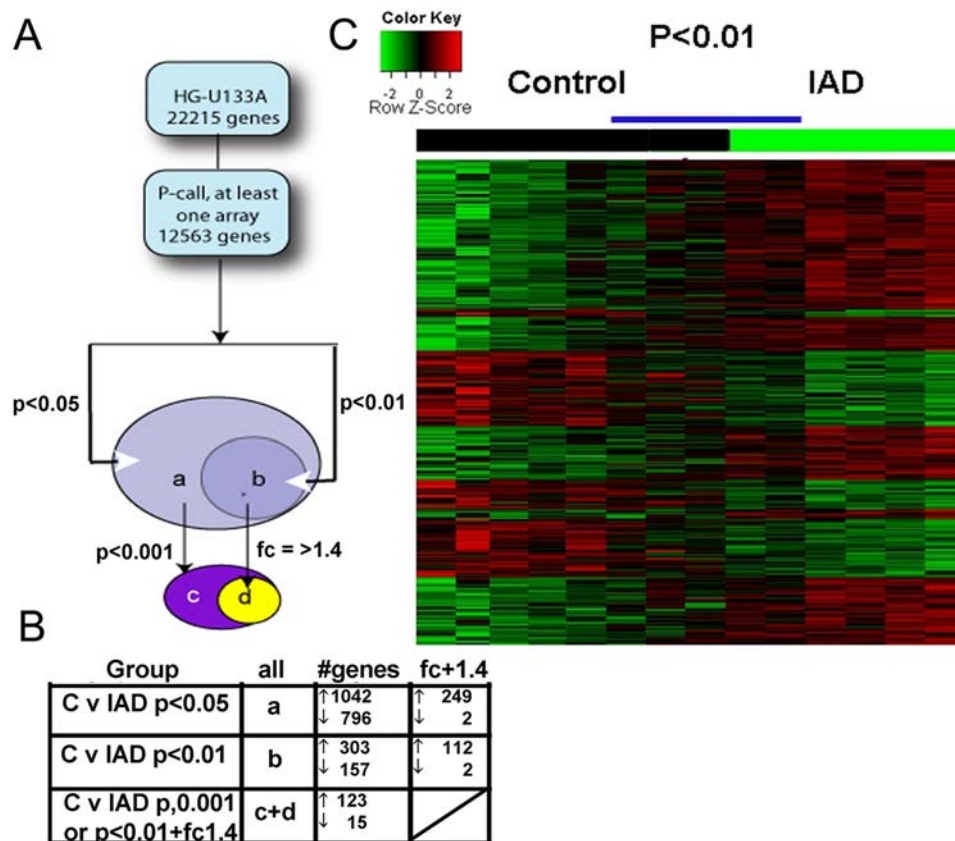 A
HG-U133A
22215 genes
P-call, at least
one array
12563 genes
p<0.05
p<0.01
a
b
p<0.001
fc = >1.4
c
d
B
Group all #genes fc+1.4
C v IAD p<0.05 a ↑1042 ↑ 249
↓ 796 ↓ 2
C v IAD p<0.01 b ↑ 303 ↑ 112
↓ 157 ↓ 2
C v IAD p,0.001
or p<0.01+fc1.4 c+d ↑ 123
↓ 15
C
Color Key
-2 0 2
Row Z-Score
P<0.01
Control IAD